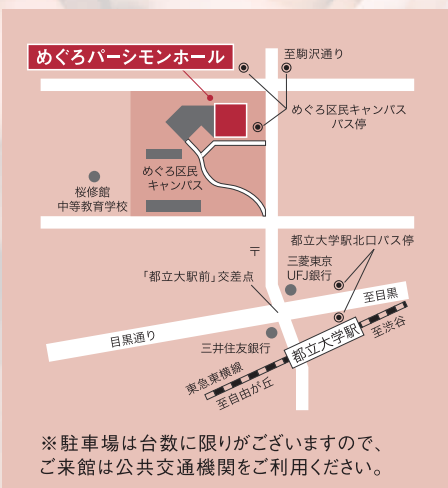 めぐろパーシモンホール
至駒沢通り
めぐろ区民キャンパス
バス停
めぐろ区民
キャンパス
桜修館
中等教育学校
〒
都立大学駅北口バス停
三菱東京
UFJ銀行
「都立大駅前」交差点
至目黒
目黒通り
三井住友銀行
都立大学駅
至渋谷
東急東横線
至自由が丘
※駐車場は台数に限りがございますので、
ご来館は公共交通機関をご利用ください。